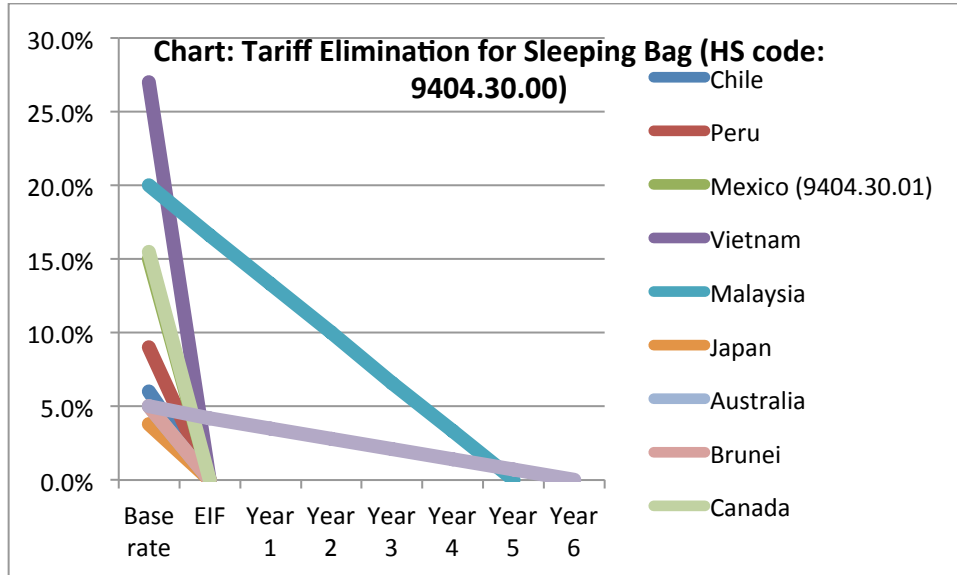 Chart: Tariff Elimination for Sleeping Bag (HS code:
9404.30.00)
30.0%
25.0%
20.0%
15.0%
10.0%
5.0%
0.0%
Base
rate
EIF
Year
1
Year
2
Year
3
Year
4
Year
5
Year
6
Chile
Peru
Mexico (9404.30.01)
Vietnam
Malaysia
Japan
Australia
Brunei
Canada